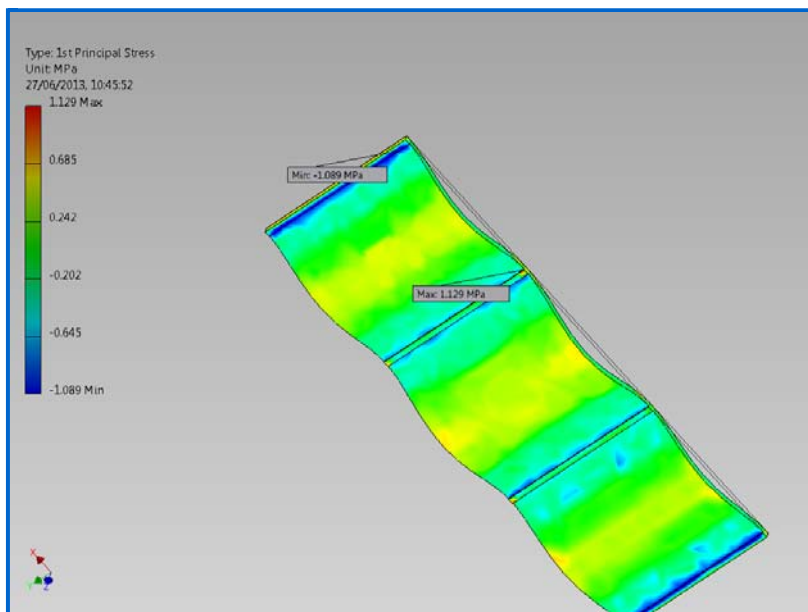 Type: 1st Principal Stress
Unit: MPa
27/06/2013, 10:45:52
1.129 Max
0.685
0.242
-0.202
-0.645
-1.089 Min
Min: -1.089 MPa
Max: 1.129 MPa
X
Y
Z